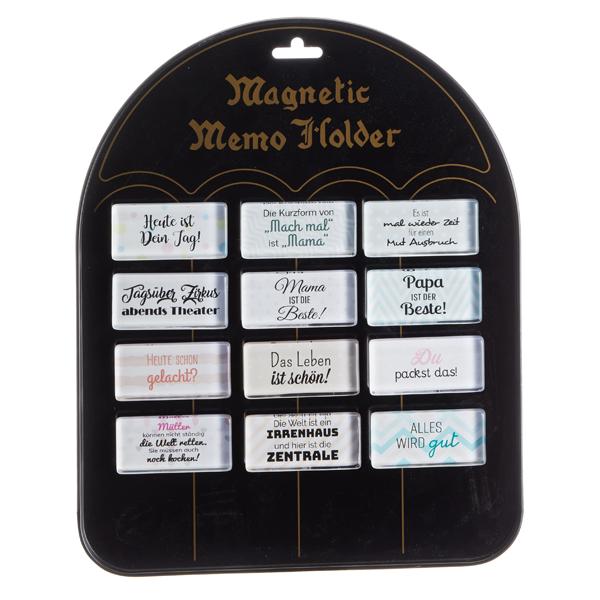 Magnetic
Memo Holder
Heute ist
Dein Tag!
Die Kurzform von
„Mach mal“
ist „Mama“
Es ist
mal wieder Zeit
für einen
Mut Ausbruch
Tagsüber Zirkus
abends Theater
Mama
IST DIE
Beste!
Papa
IST DER
Beste!
HEUTE SCHON
gelacht?
Das Leben
ist schön!
Du
packst das!
Mütter
können nicht ständig
die Welt retten.
Sie müssen auch
noch kochen!
Die Welt ist ein
IRRENHAUS
und hier ist die
ZENTRALE
ALLES
WIRD gut